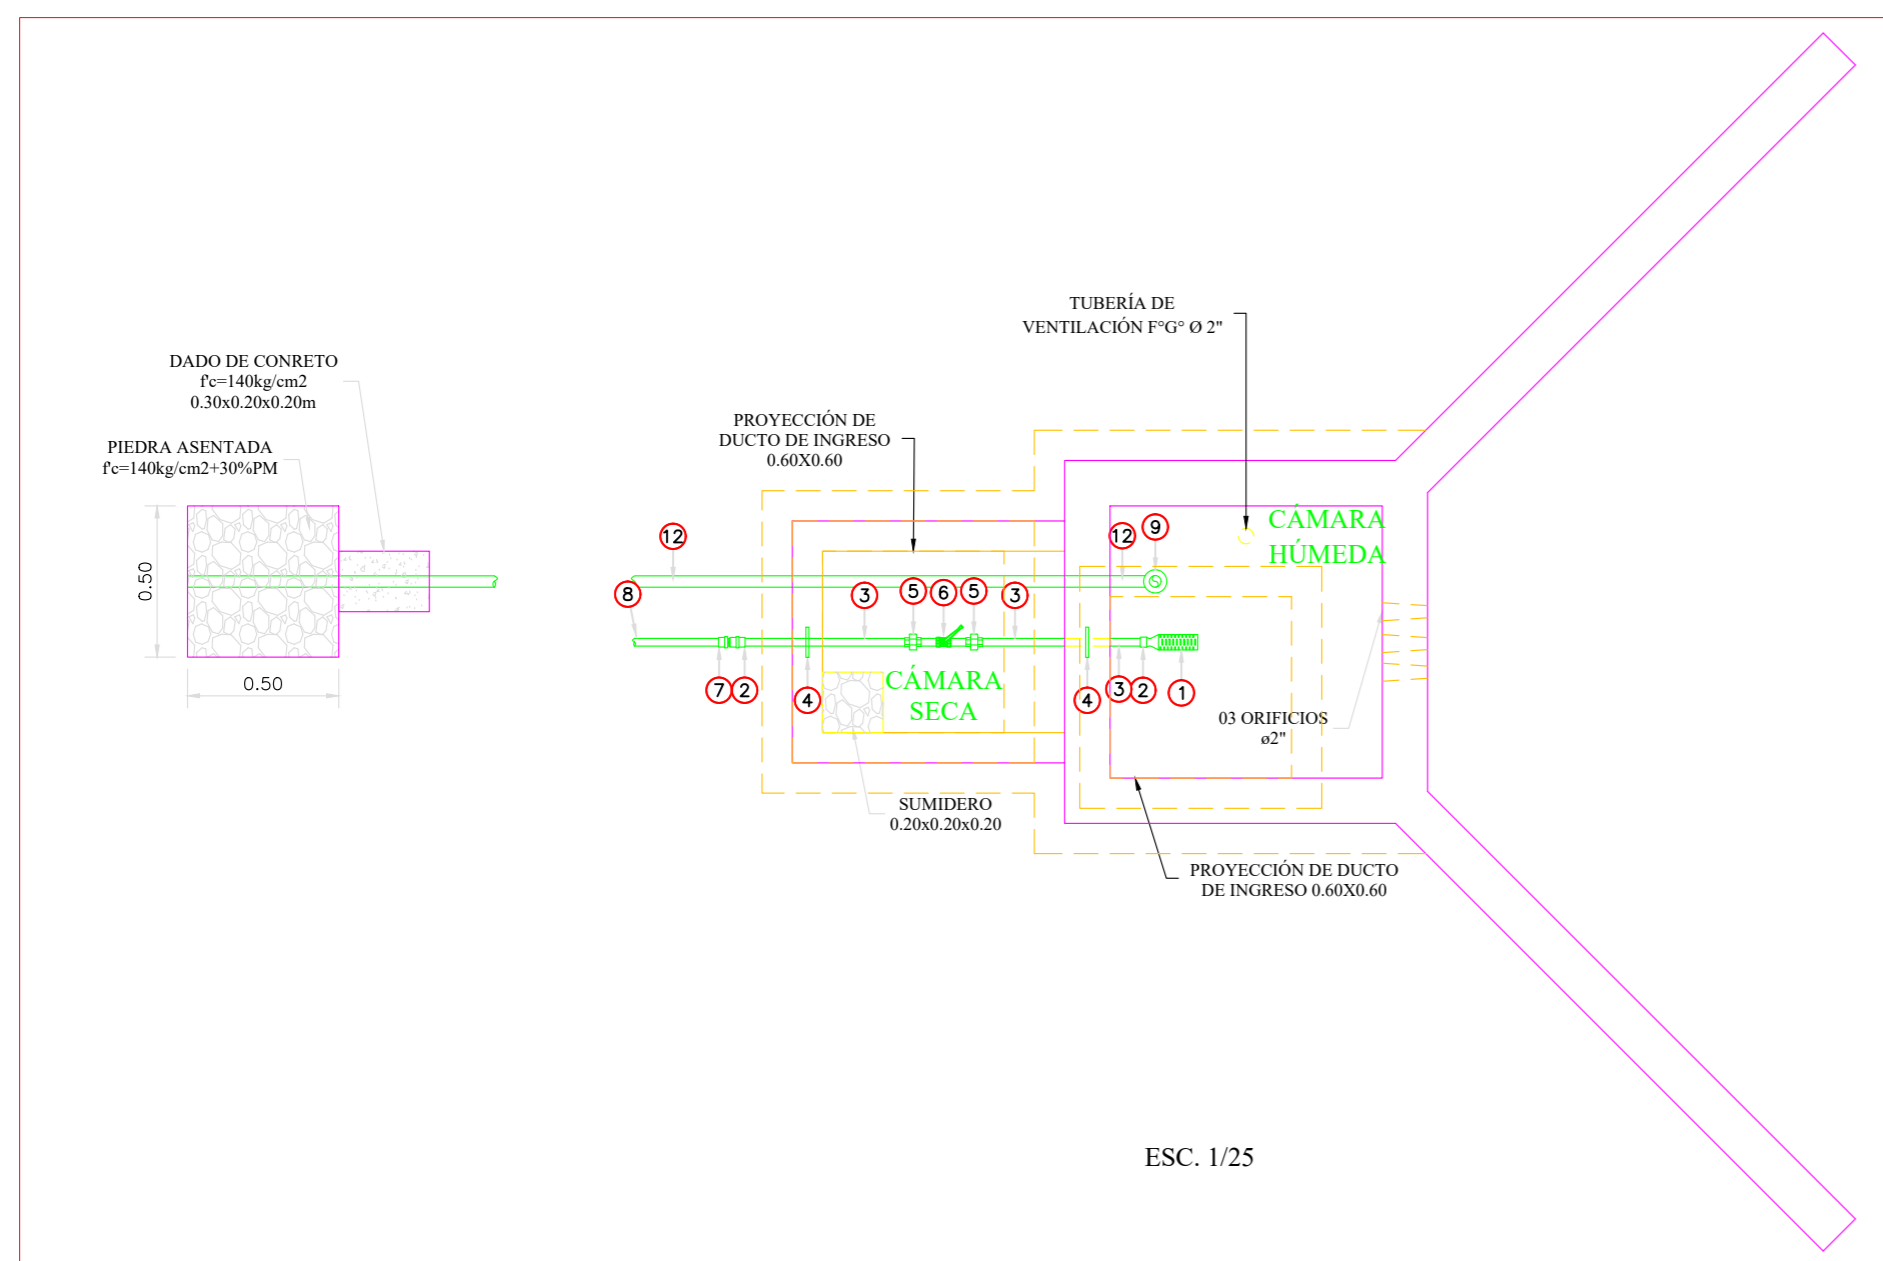 TUBERÍA DE
VENTILACIÓN F°G° Ø 2"
DADO DE CONRETO
f'c=140kg/cm2
0.30x0.20x0.20m
PIEDRA ASENTADA
f'c=140kg/cm2+30%PM
PROYECCIÓN DE
DUCTO DE INGRESO
0.60X0.60
0.50
0.50
CÁMARA
HÚMEDA
12
12
9
8
3
5
6
5
3
7
2
4
4
3
2
1
CÁMARA
SECA
03 ORIFICIOS
ø2"
SUMIDERO
0.20x0.20x0.20
PROYECCIÓN DE DUCTO
DE INGRESO 0.60X0.60
ESC. 1/25